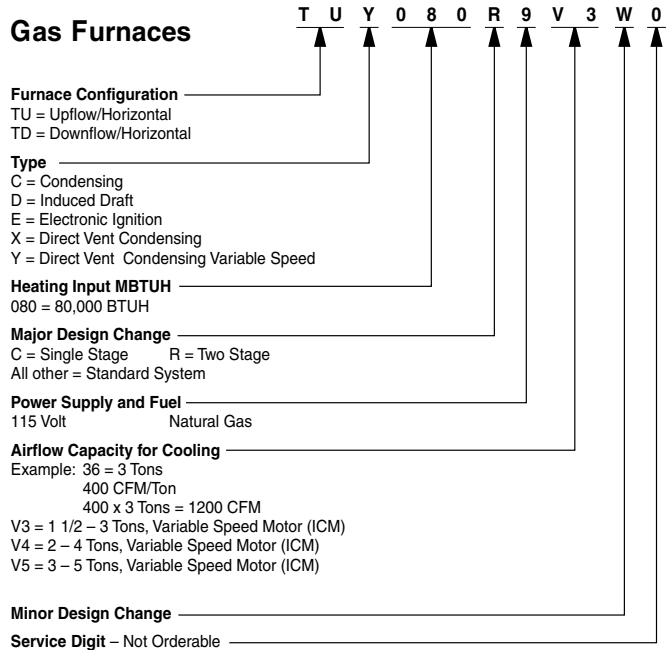 Gas Furnaces
T U Y 0 8 0 R 9 V 3 W 0
Furnace Configuration
TU = Upflow/Horizontal
TD = Downflow/Horizontal
Type
C = Condensing
D = Induced Draft
E = Electronic Ignition
X = Direct Vent Condensing
Y = Direct Vent Condensing Variable Speed
Heating Input MBTUH
080 = 80,000 BTUH
Major Design Change
C = Single Stage R = Two Stage
All other = Standard System
Power Supply and Fuel
115 Volt Natural Gas
Airflow Capacity for Cooling
Example: 36 = 3 Tons
400 CFM/Ton
400 x 3 Tons = 1200 CFM
V3 = 1 1/2 – 3 Tons, Variable Speed Motor (ICM)
V4 = 2 – 4 Tons, Variable Speed Motor (ICM)
V5 = 3 – 5 Tons, Variable Speed Motor (ICM)
Minor Design Change
Service Digit – Not Orderable